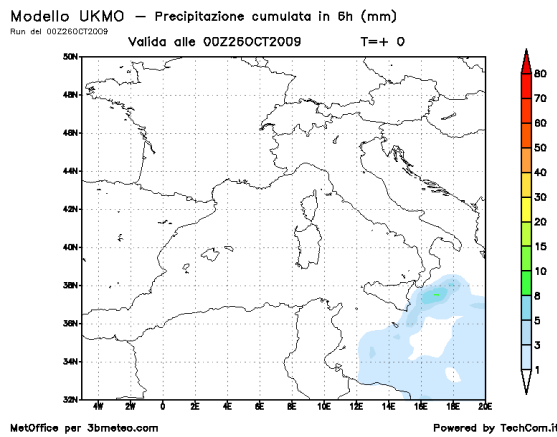 Modello UKMO – Precipitazione cumulata in 6h (mm)
Run del 00Z26OCT2009
Valida alle 00Z26OCT2009 T=+ 0
50N
48N
46N
44N
42N
40N
38N
36N
34N
32N
4W 2W 0 2E 4E 6E 8E 10E 12E 14E 16E 18E 20E
80
70
60
50
40
30
20
15
10
8
5
3
1
MetOffice per 3bmeteo.com Powered by TechCom.it